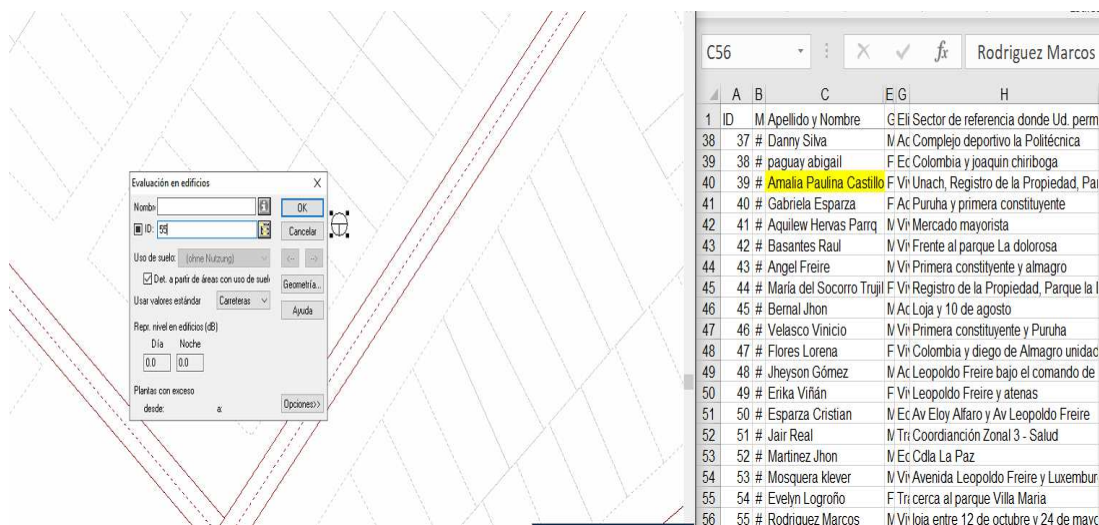 Evaluación en edificios
Nombr
ID: 55
OK
Cancelar
Uso de suelo: (ohne Nutzung)
Det. a partir de áreas con uso de suel
Geometría...
Usar valores estándar Carreteras
Ayuda
Repr. nivel en edificios (dB)
Día Noche
0.0 0.0
Plantas con exceso
desde: a:
Opciones>>
C56 fx Rodriguez Marcos
A B C E G H
1 ID M Apellido y Nombre G Eli Sector de referencia donde Ud. perm
38 37 # Danny Silva M Ac Complejo deportivo la Politécnica
39 38 # paguay abigail F Ec Colombia y joaquin chiriboga
40 39 # Amalia Paulina Castillo F Vi Unach, Registro de la Propiedad, Par
41 40 # Gabriela Esparza F Ac Puruha y primera constituyente
42 41 # Aquilew Hervas Parrq M Vi Mercado mayorista
43 42 # Basantes Raul M Vi Frente al parque La dolorosa
44 43 # Angel Freire M Vi Primera constityente y almagro
45 44 # María del Socorro Trujil F Vi Registro de la Propiedad, Parque la
46 45 # Bernal Jhon M Ac Loja y 10 de agosto
47 46 # Velasco Vinicio M Vi Primera constituyente y Puruha
48 47 # Flores Lorena F Vi Colombia y diego de Almagro unidad
49 48 # Jheyson Gómez M Ac Leopoldo Freire bajo el comando de
50 49 # Erika Viñán F Vi Leopoldo Freire y atenas
51 50 # Esparza Cristian M Ec Av Eloy Alfaro y Av Leopoldo Freire
52 51 # Jair Real M Tra Coordianción Zonal 3 - Salud
53 52 # Martinez Jhon M Ec Cdla La Paz
54 53 # Mosquera klever M Vi Avenida Leopoldo Freire y Luxembur
55 54 # Evelyn Logroño F Tra cerca al parque Villa Maria
56 55 # Rodriguez Marcos M Vi loja entre 12 de octubre y 24 de mayo